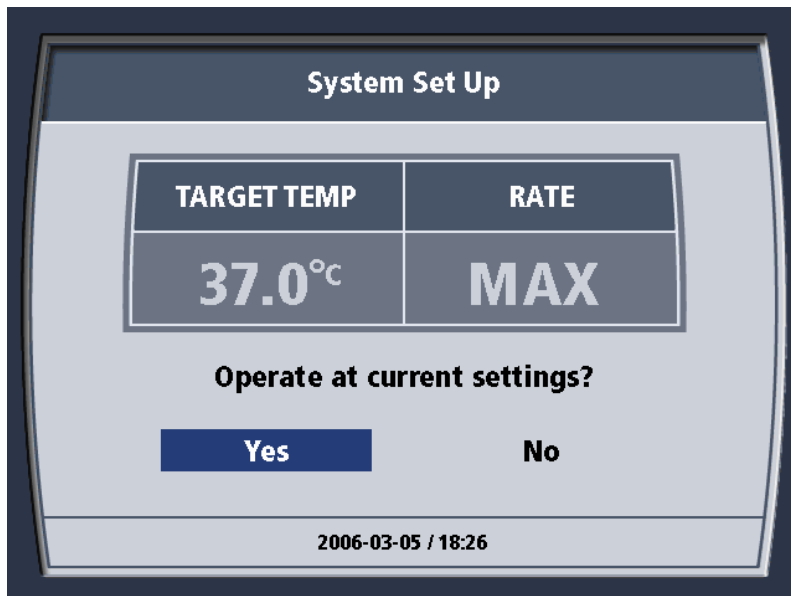 System Set Up
TARGET TEMP RATE
37.0°C MAX
Operate at current settings?
Yes No
2006-03-05 / 18:26